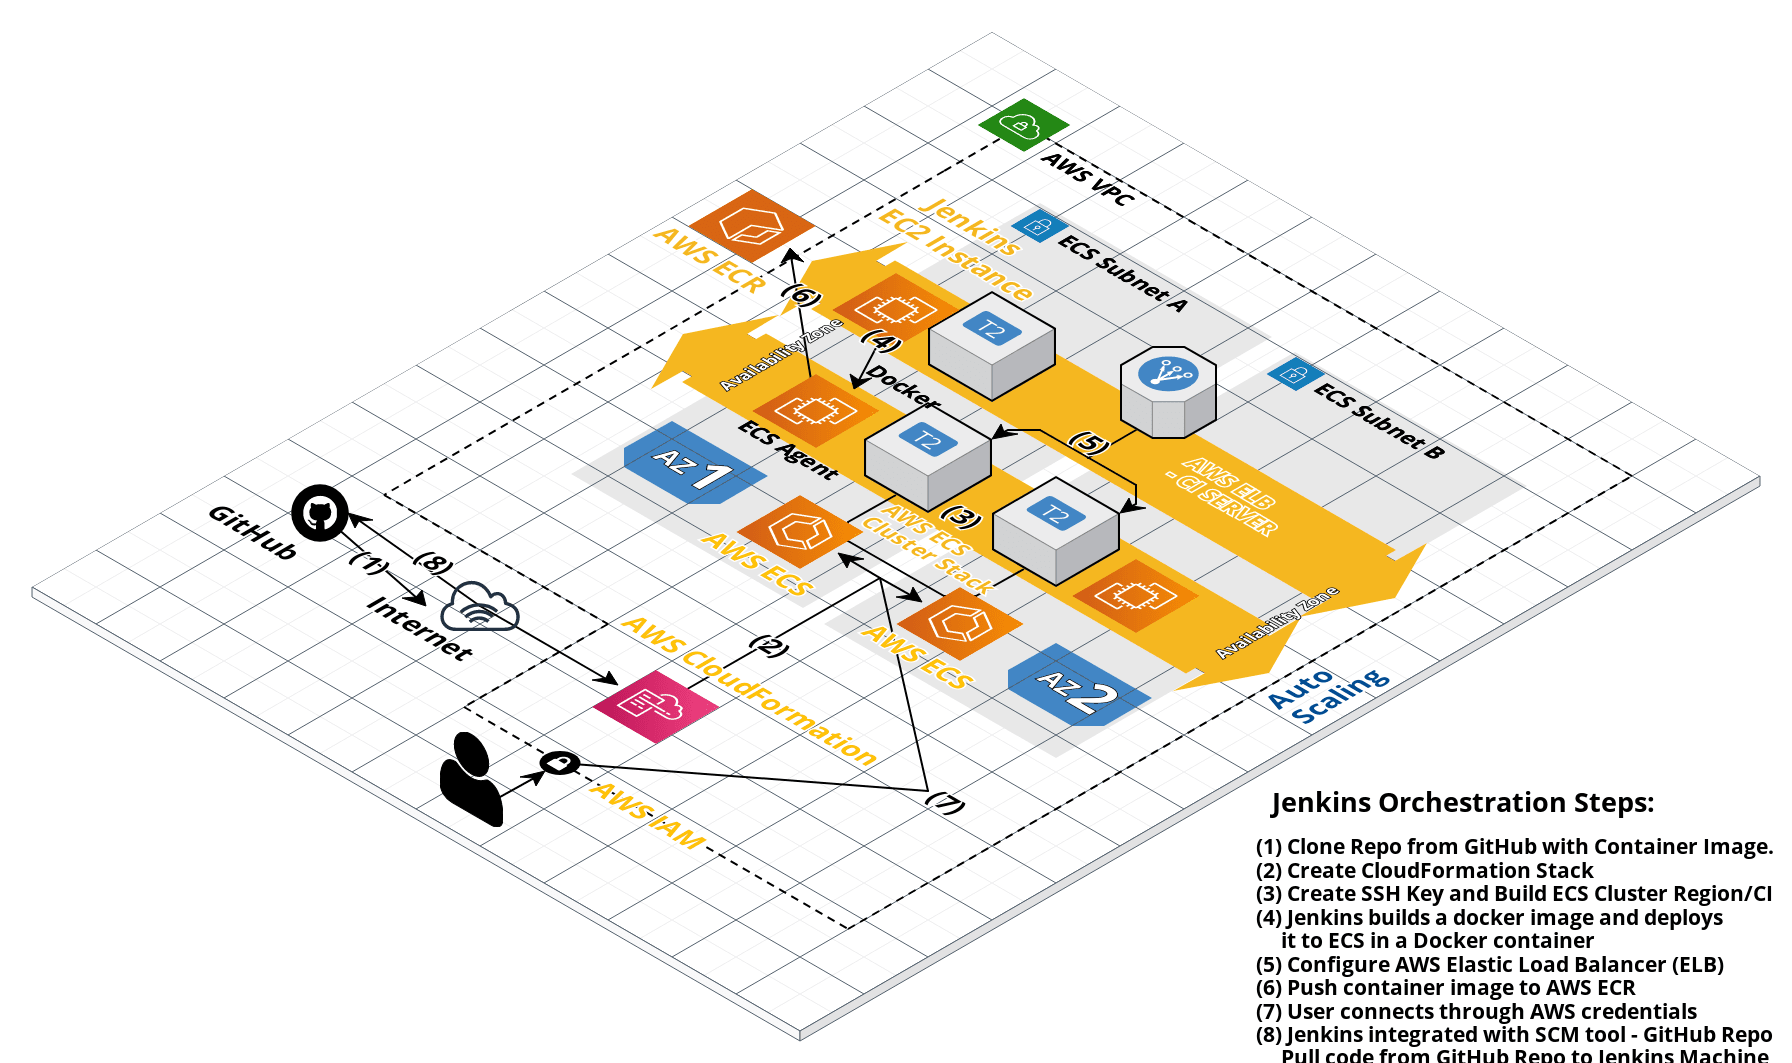 AWS VPC
ECS Subnet A
ECS Subnet B
AWS ECR
Jenkins
EC2 Instance
(6)
(4)
Availability Zone
Docker
T2
T2
T2
ECS Agent
AZ 1
(5)
AWS ELB
- CI SERVER
(3)
AWS ECS
Cluster Stack
AWS ECS
AWS ECS
GitHub
(1)
(8)
Internet
(2)
AWS CloudFormation
Availability Zone
AZ 2
Auto
Scaling
AWS IAM
(7)
Jenkins Orchestration Steps:
(1) Clone Repo from GitHub with Container Image.
(2) Create CloudFormation Stack
(3) Create SSH Key and Build ECS Cluster Region/CI
(4) Jenkins builds a docker image and deploys
it to ECS in a Docker container
(5) Configure AWS Elastic Load Balancer (ELB)
(6) Push container image to AWS ECR
(7) User connects through AWS credentials
(8) Jenkins integrated with SCM tool - GitHub Repo
Pull code from GitHub Repo to Jenkins Machine